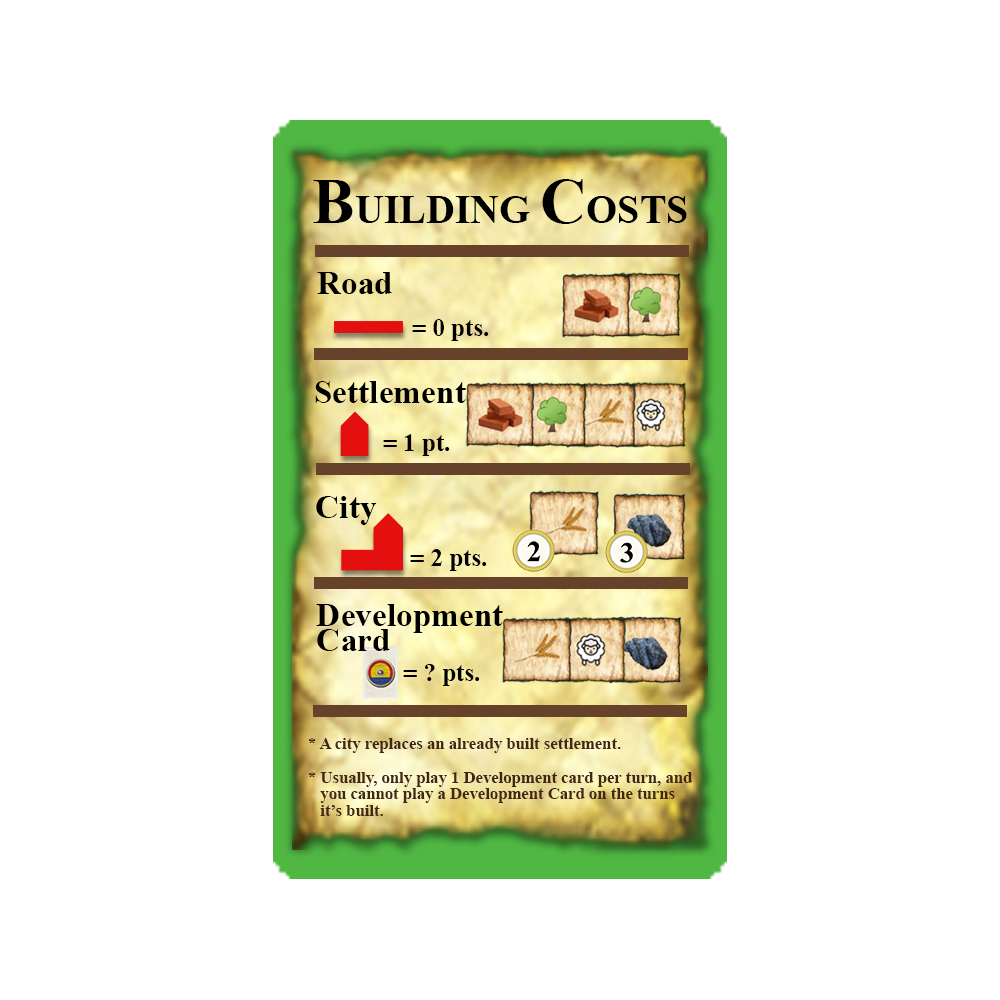 BUILDING COSTS
Road
= 0 pts.
Settlement
= 1 pt.
City
= 2 pts.
2
3
Development
Card
= ? pts.
* A city replaces an already built settlement.
* Usually, only play 1 Development card per turn, and
you cannot play a Development Card on the turns
it’s built.